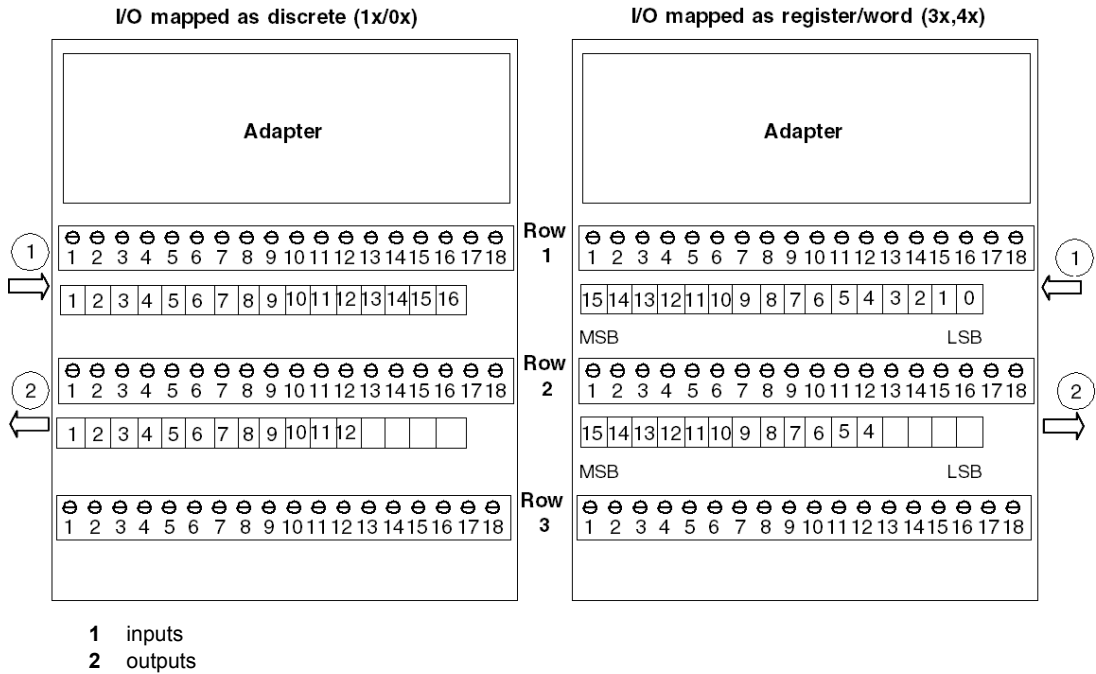 I/O mapped as discrete (1x/0x)
I/O mapped as register/word (3x,4x)
Adapter
Adapter
Row
1
1
1 2 3 4 5 6 7 8 9 10 11 12 13 14 15 16 17 18
1 2 3 4 5 6 7 8 9 10 11 12 13 14 15 16 17 18
1
1 2 3 4 5 6 7 8 9 10 11 12 13 14 15 16
15 14 13 12 11 10 9 8 7 6 5 4 3 2 1 0
MSB LSB
Row
2
2
1 2 3 4 5 6 7 8 9 10 11 12 13 14 15 16 17 18
1 2 3 4 5 6 7 8 9 10 11 12 13 14 15 16 17 18
2
1 2 3 4 5 6 7 8 9 10 11 12
15 14 13 12 11 10 9 8 7 6 5 4
MSB LSB
Row
3
1 2 3 4 5 6 7 8 9 10 11 12 13 14 15 16 17 18
1 2 3 4 5 6 7 8 9 10 11 12 13 14 15 16 17 18
1 inputs
2 outputs